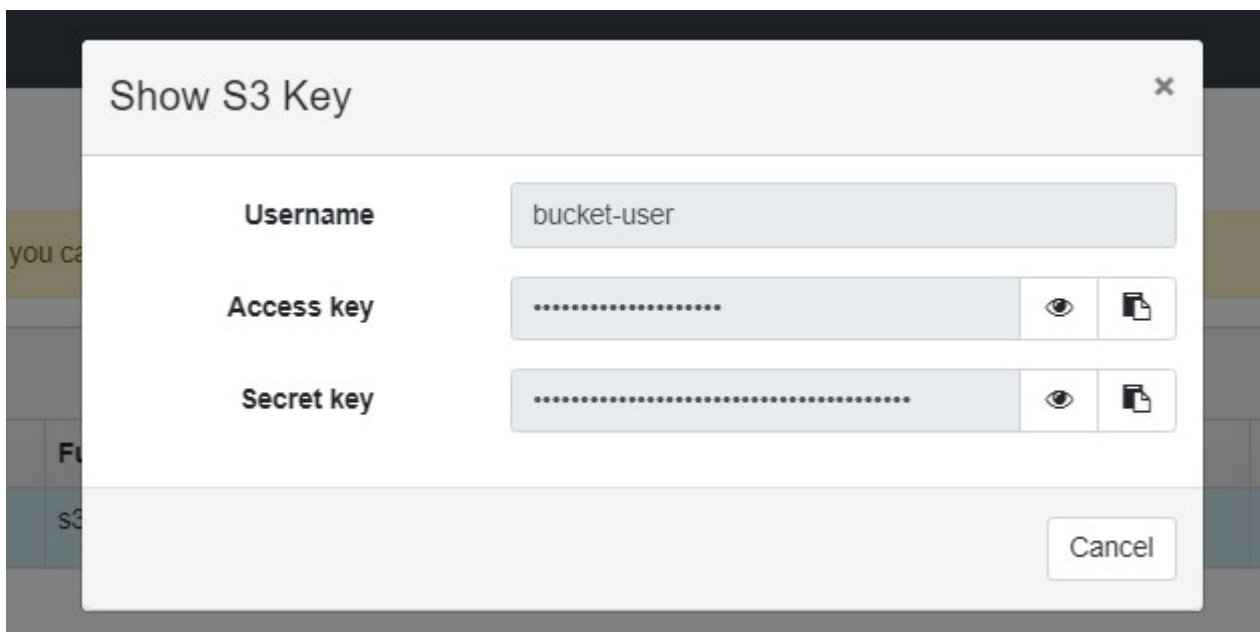 Show S3 Key
Username
bucket-user
you ca
Access key
••••••••••••••••••••
Secret key
••••••••••••••••••••••••••••••••••••••••
Fu
s3
Cancel